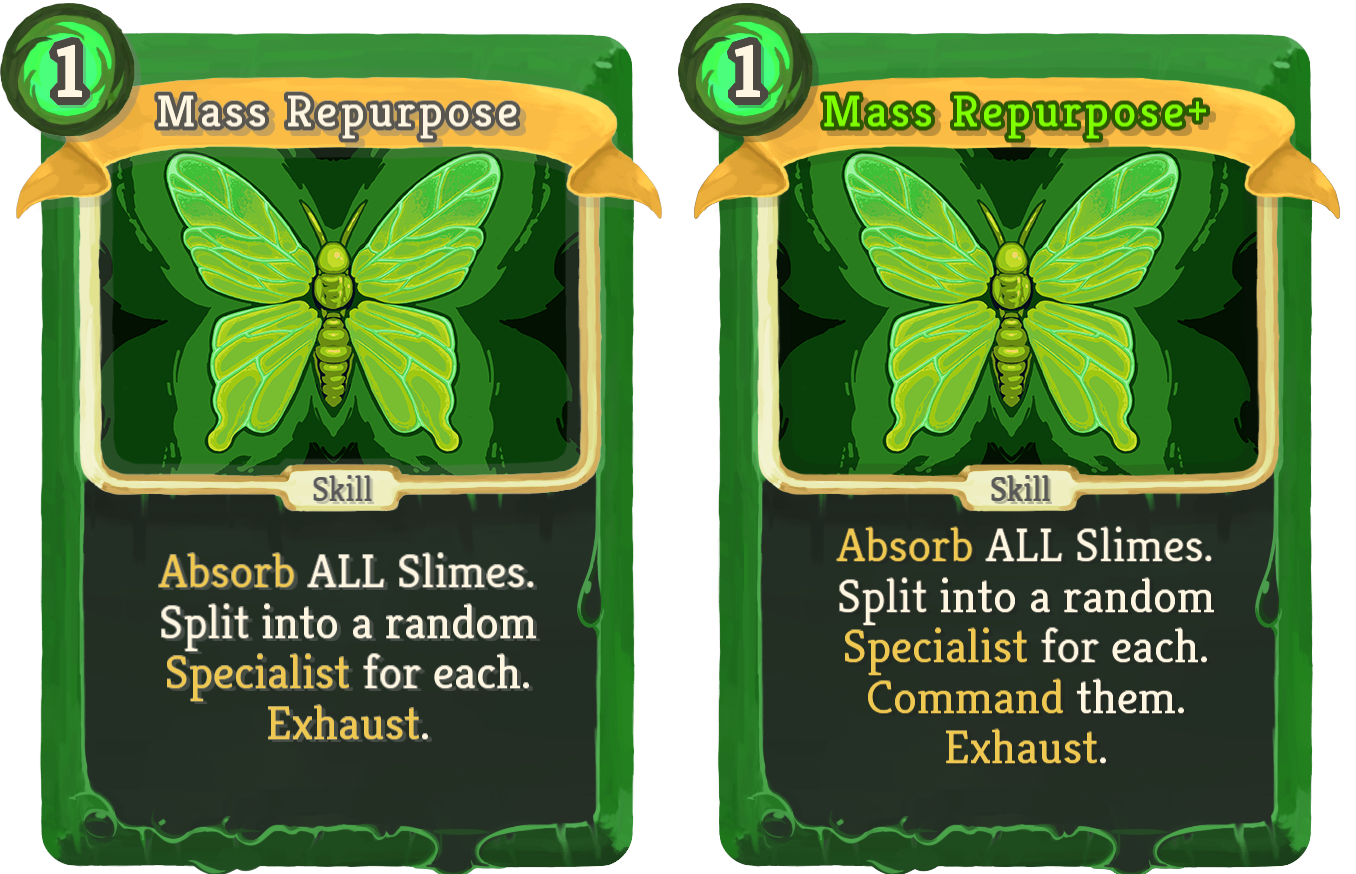 1
Mass Repurpose
Skill
Absorb ALL Slimes.
Split into a random
Specialist for each.
Exhaust.
1
Mass Repurpose+
Skill
Absorb ALL Slimes.
Split into a random
Specialist for each.
Command them.
Exhaust.